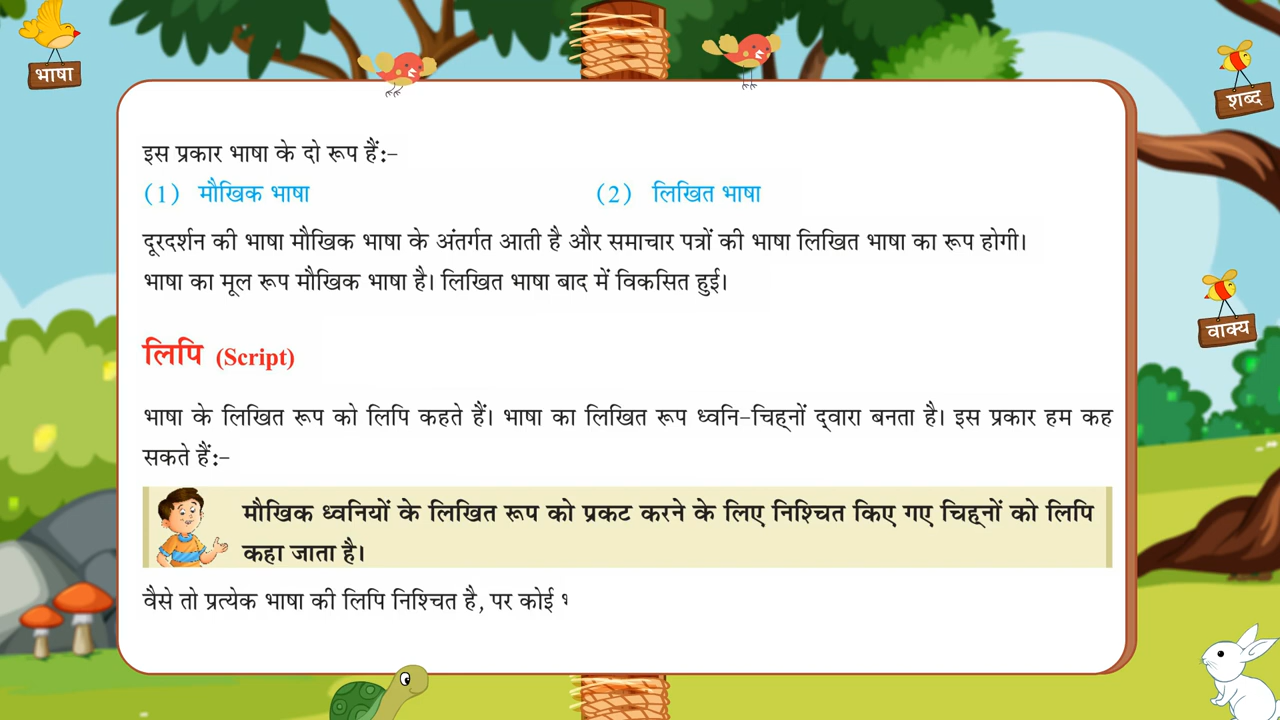 भाषा
शब्द
इस प्रकार भाषा के दो रूप हैं:-
(1) मौखिक भाषा (2) लिखित भाषा
दूरदर्शन की भाषा मौखिक भाषा के अंतर्गत आती है और समाचार पत्रों की भाषा लिखित भाषा का रूप होगी।
भाषा का मूल रूप मौखिक भाषा है। लिखित भाषा बाद में विकसित हुई।
वाक्य
लिपि (Script)
भाषा के लिखित रूप को लिपि कहते हैं। भाषा का लिखित रूप ध्वनि-चिह्नों द्वारा बनता है। इस प्रकार हम कह
सकते हैं:-
मौखिक ध्वनियों के लिखित रूप को प्रकट करने के लिए निश्चित किए गए चिह्नों को लिपि
कहा जाता है।
वैसे तो प्रत्येक भाषा की लिपि निश्चित है, पर कोई